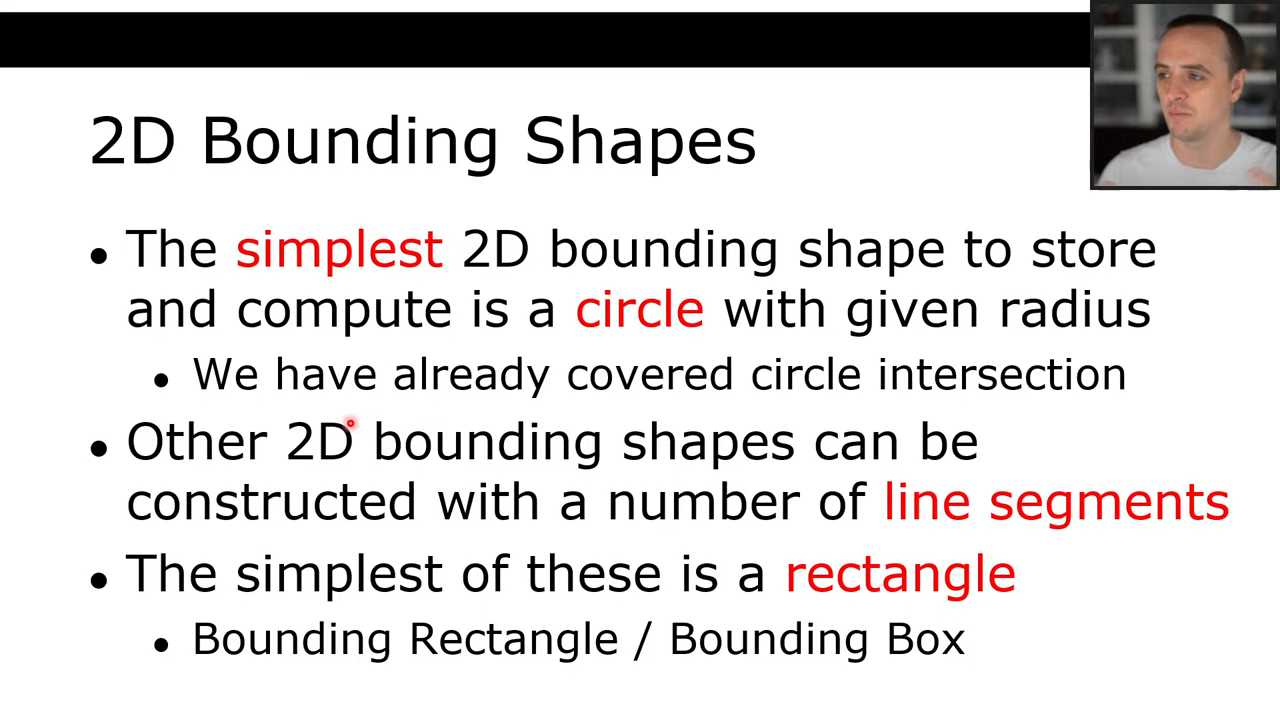 2D Bounding Shapes
The simplest 2D bounding shape to store
and compute is a circle with given radius
We have already covered circle intersection
Other 2D bounding shapes can be
constructed with a number of line segments
The simplest of these is a rectangle
Bounding Rectangle / Bounding Box